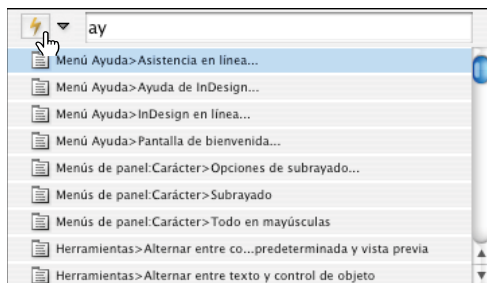 ay
Menú Ayuda>Asistencia en línea...
Menú Ayuda>Ayuda de InDesign...
Menú Ayuda>InDesign en línea...
Menú Ayuda>Pantalla de bienvenida...
Menús de panel:Carácter>Opciones de subrayado...
Menús de panel:Carácter>Subrayado
Menús de panel:Carácter>Todo en mayúsculas
Herramientas>Alternar entre co...predeterminada y vista previa
Herramientas>Alternar entre texto y control de objeto